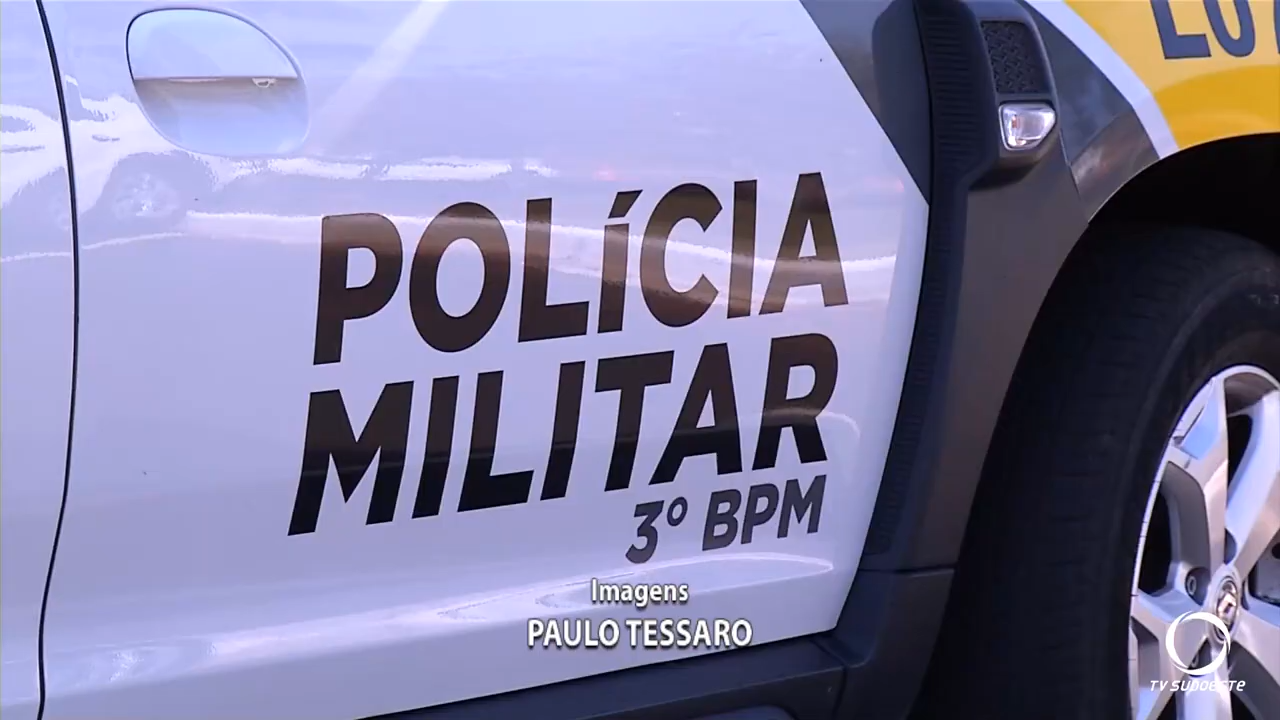 POLÍCIA
MILITAR
3º BPM
Imagens
PAULO TESSARO
TV SUDOESTE